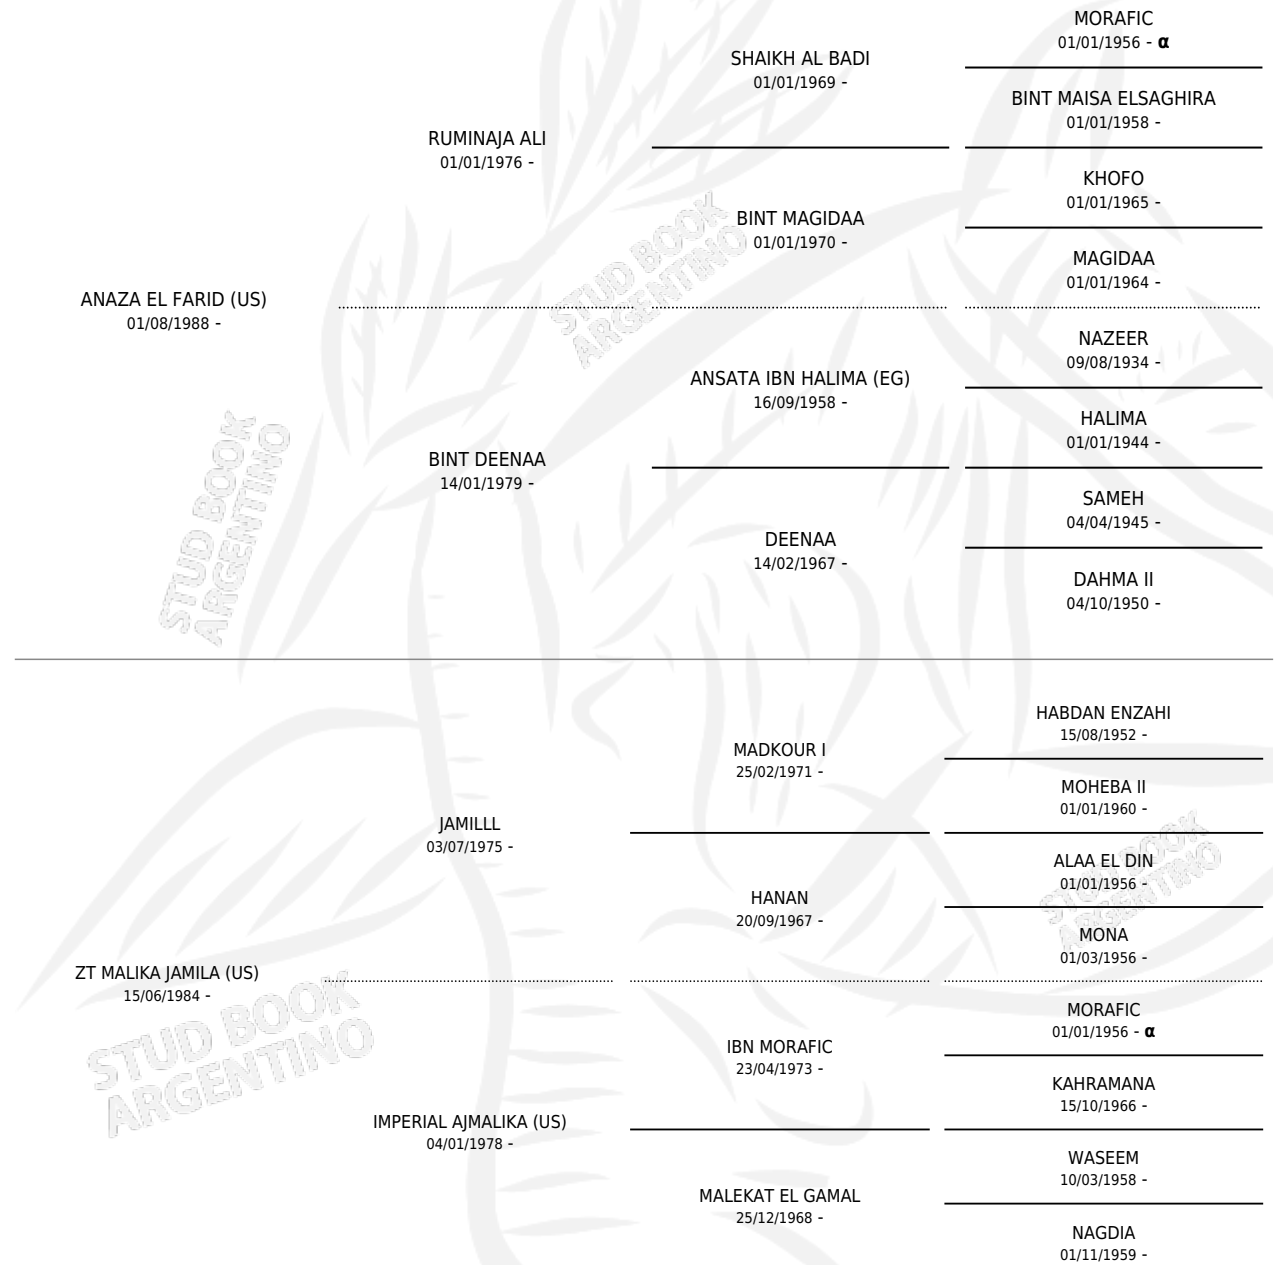 MORAFIC
01/01/1956 - α
SHAIKH AL BADI
01/01/1969 -
BINT MAISA ELSAGHIRA
01/01/1958 -
RUMINAJA ALI
01/01/1976 -
KHOFO
01/01/1965 -
BINT MAGIDAA
01/01/1970 -
MAGIDAA
01/01/1964 -
ANAZA EL FARID (US)
01/08/1988 -
NAZEER
09/08/1934 -
ANSATA IBN HALIMA (EG)
16/09/1958 -
HALIMA
01/01/1944 -
BINT DEENAA
14/01/1979 -
SAMEH
04/04/1945 -
DEENAA
14/02/1967 -
DAHMA II
04/10/1950 -
STUD BOOK
ARGENTINO
STUD BOOK
ARGENTINO
HABDAN ENZAHI
15/08/1952 -
MADKOUR I
25/02/1971 -
MOHEBA II
01/01/1960 -
JAMILLL
03/07/1975 -
ALAA EL DIN
01/01/1956 -
HANAN
20/09/1967 -
MONA
01/03/1956 -
ZT MALIKA JAMILA (US)
15/06/1984 -
MORAFIC
01/01/1956 - α
IBN MORAFIC
23/04/1973 -
KAHRAMANA
15/10/1966 -
IMPERIAL AJMALIKA (US)
04/01/1978 -
WASEEM
10/03/1958 -
MALEKAT EL GAMAL
25/12/1968 -
NAGDIA
01/11/1959 -
STUD BOOK
ARGENTINO
STUD BOOK
ARGENTINO